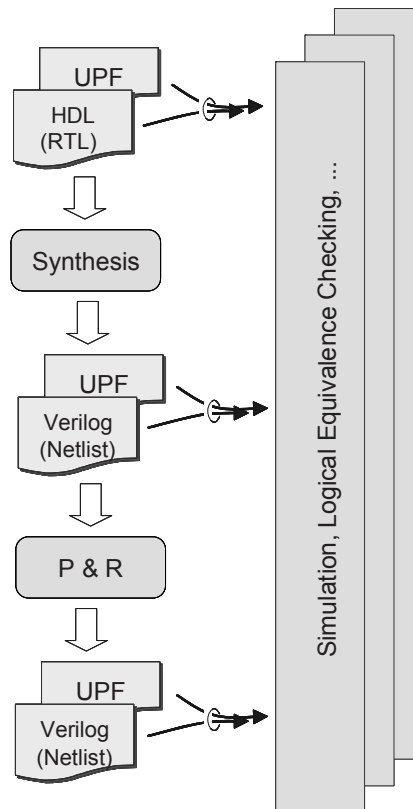 UPF
HDL
(RTL)
Synthesis
UPF
Verilog
(Netlist)
P & R
UPF
Verilog
(Netlist)
Simulation, Logical Equivalence Checking, ...